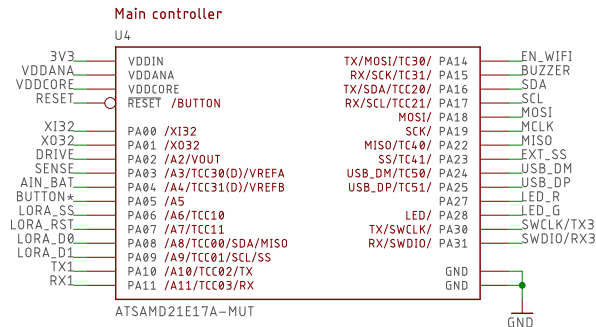 Main controller
U4
3V3 VDDIN TX/MOSI/TC30/ PA14 EN_WIFI
VDDANA VDDANA RX/SCK/TC31/ PA15 BUZZER
VDDCORE VDDCORE TX/SDA/TCC20/ PA16 SDA
RESET RESET /BUTTON RX/SCL/TCC21/ PA17 SCL
MOSI/ PA18 MOSI
XI32 PA00 /XI32 SCK/ PA19 MCLK
XO32 PA01 /XO32 MISO/TC40/ PA22 MISO
DRIVE PA02 /A2/VOUT SS/TC41/ PA23 EXT_SS
SENSE PA03 /A3/TCC30(D)/VREFA USB_DM/TC50/ PA24 USB_DM
AIN_BAT PA04 /A4/TCC31(D)/VREFB USB_DP/TC51/ PA25 USB_DP
BUTTON* PA05 /A5 PA27 LED_R
LORA_SS PA06 /A6/TCC10 LED/ PA28 LED_G
LORA_RST PA07 /A7/TCC11 TX/SWCLK/ PA30 SWCLK/TX3
LORA_D0 PA08 /A8/TCC00/SDA/MISO RX/SWDIO/ PA31 SWDIO/RX3
LORA_D1 PA09 /A9/TCC01/SCL/SS
TX1 PA10 /A10/TCC02/TX GND
RX1 PA11 /A11/TCC03/RX GND
ATSAMD21E17A-MUT
GND